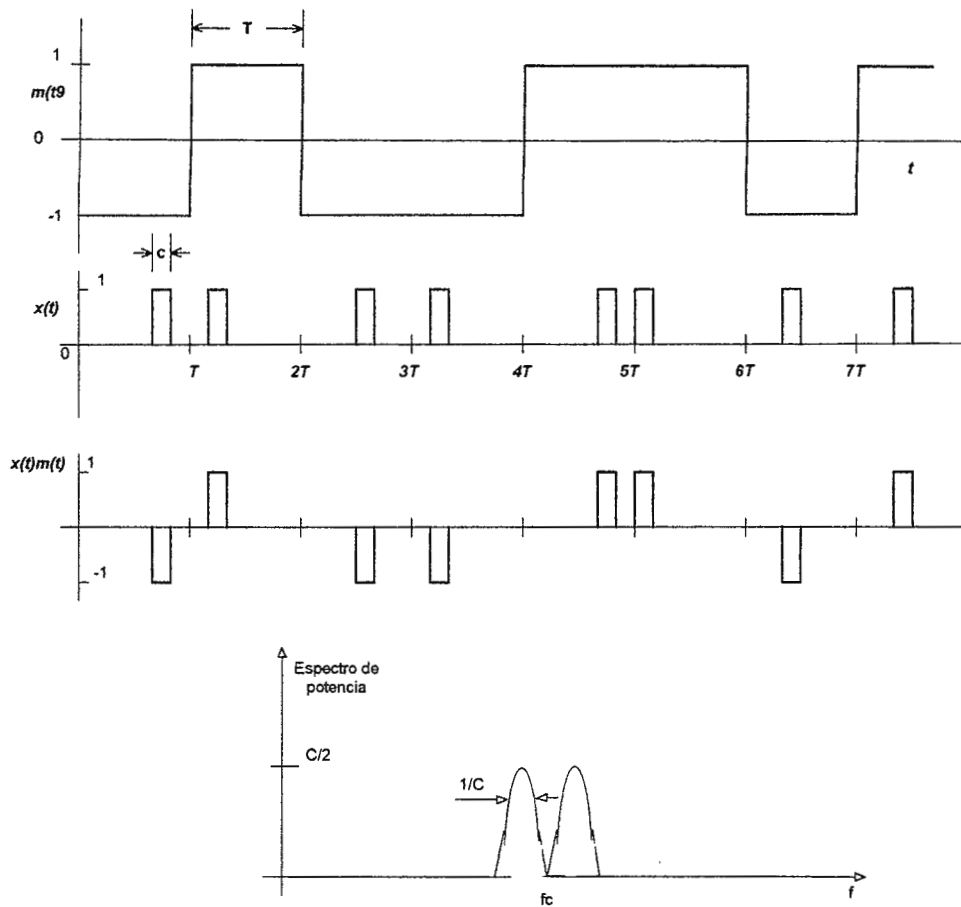 T
1
m(t9
0
t
-1
c
1
x(t)
0
T 2T 3T 4T 5T 6T 7T
x(t)m(t)
1
-1
Espectro de
potencia
C/2
1/C
fc
f